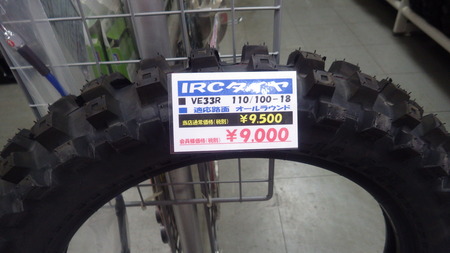 IRCタイヤ
■ VE33R 110/100-18
■ 適応路面 オールラウンド
当店通常価格(税別) ¥9.500
会員様価格(税別) ¥9.000